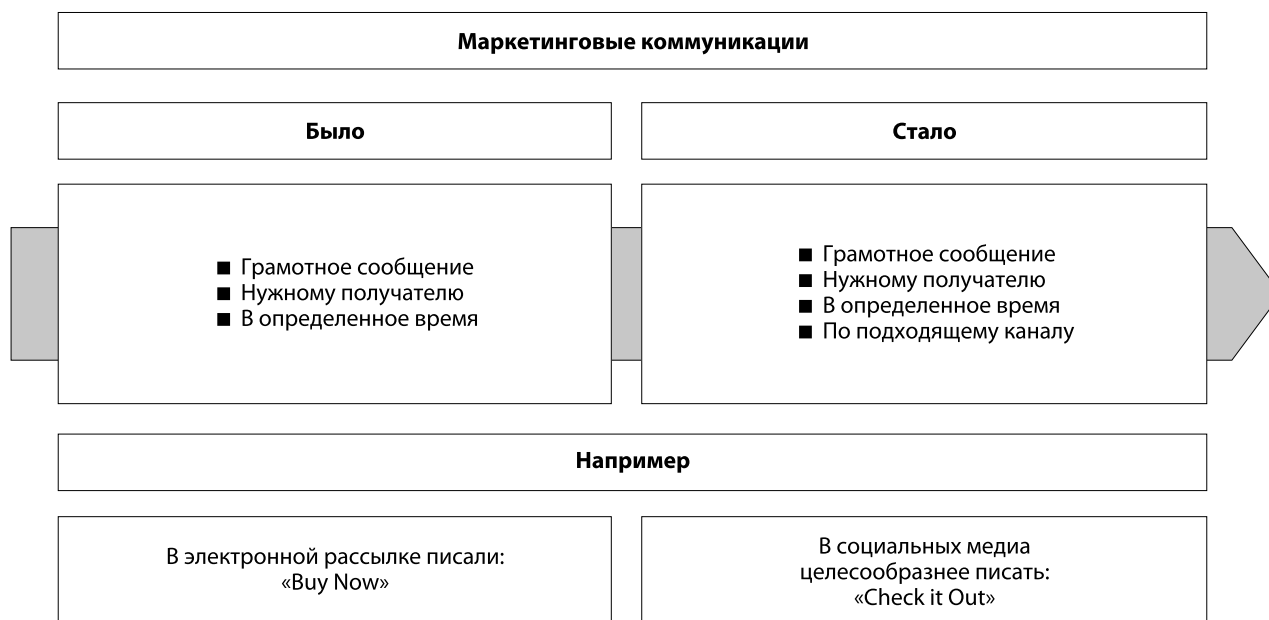 Маркетинговые коммуникации
Было
Стало
■ Грамотное сообщение
■ Нужному получателю
■ В определенное время
■ Грамотное сообщение
■ Нужному получателю
■ В определенное время
■ По подходящему каналу
Например
В электронной рассылке писали:
«Buy Now»
В социальных медиа
целесообразнее писать:
«Check it Out»